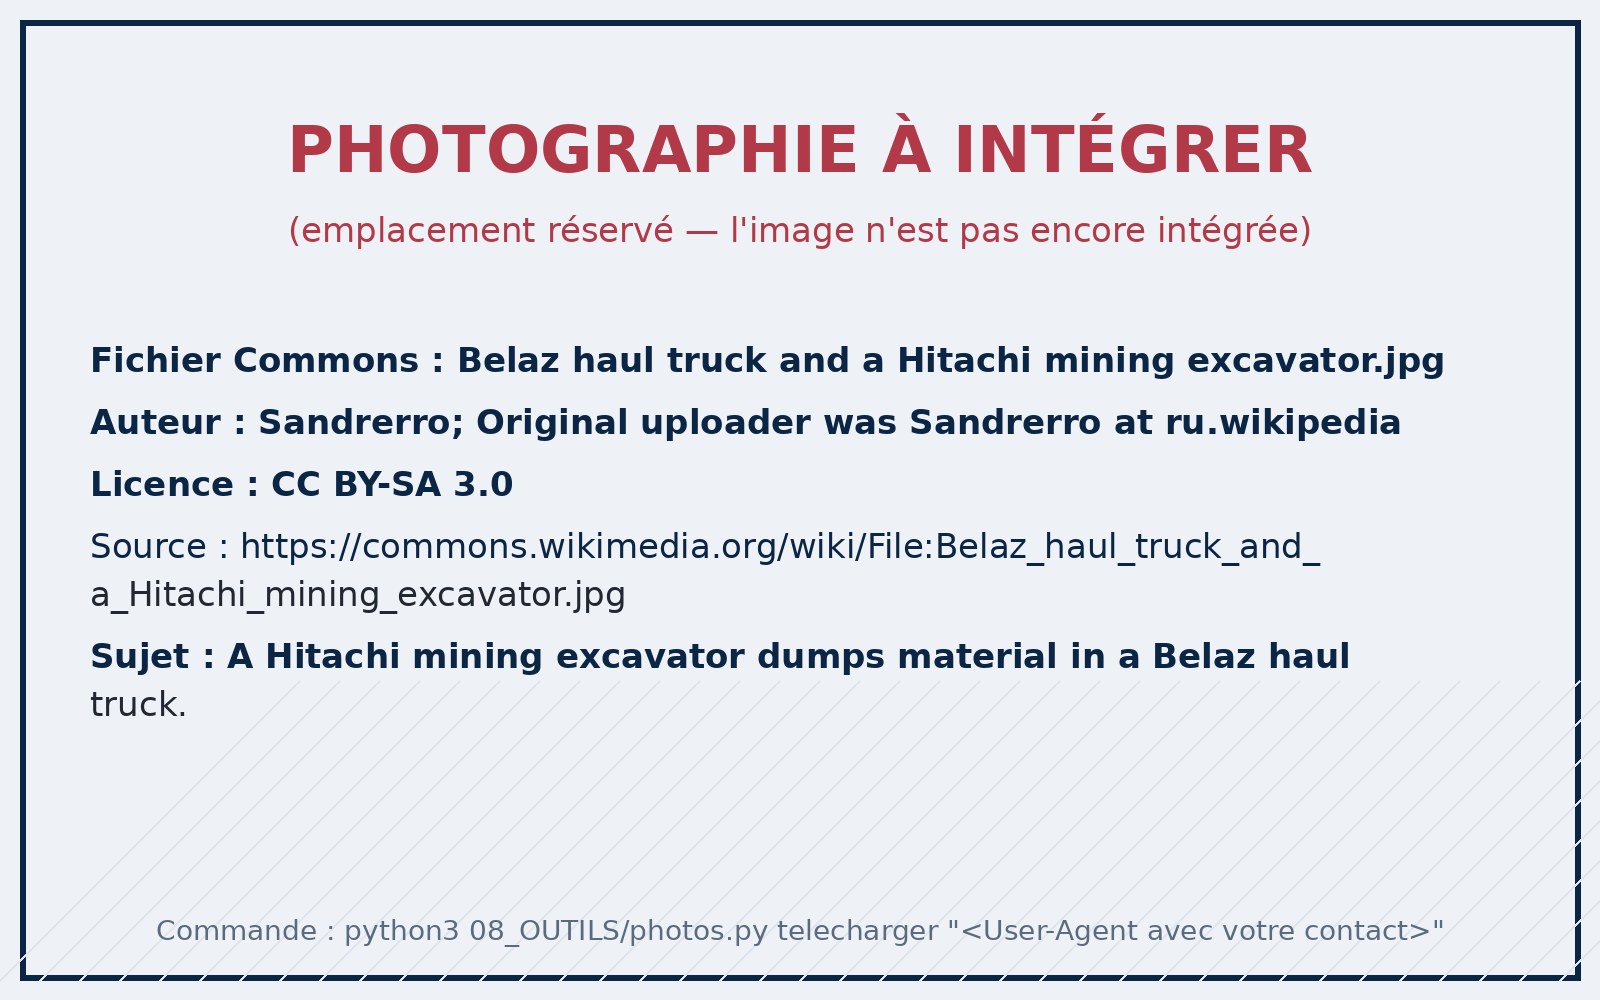 PHOTOGRAPHIE À INTÉGRER
(emplacement réservé — l'image n'est pas encore intégrée)
Fichier Commons : Belaz haul truck and a Hitachi mining excavator.jpg
Auteur : Sandrerro; Original uploader was Sandrerro at ru.wikipedia
Licence : CC BY-SA 3.0
Source : https://commons.wikimedia.org/wiki/File:Belaz_haul_truck_and_
a_Hitachi_mining_excavator.jpg
Sujet : A Hitachi mining excavator dumps material in a Belaz haul
truck.
Commande : python3 08_OUTILS/photos.py telecharger "<User-Agent avec votre contact>"